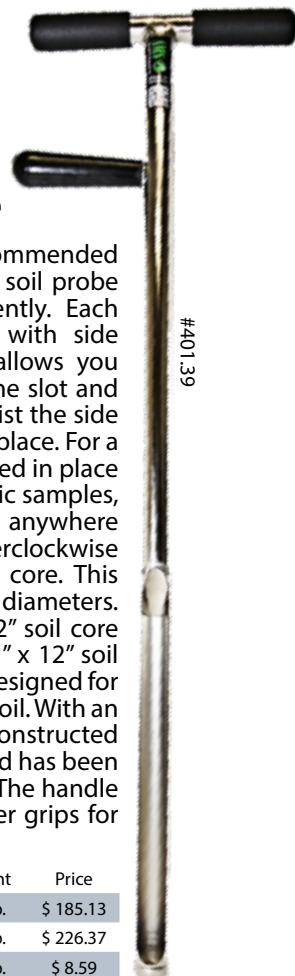 ommended
soil probe
ently. Each
with side
allows you
ne slot and
ist the side
place. For a
ed in place
ic samples,
anywhere
erclockwise
core. This
diameters.
2” soil core
” x 12” soil
esigned for
oil. With an
onstructed
d has been
The handle
er grips for
nt Price
o. $ 185.13
o. $ 226.37
$ 8.59
#401.39